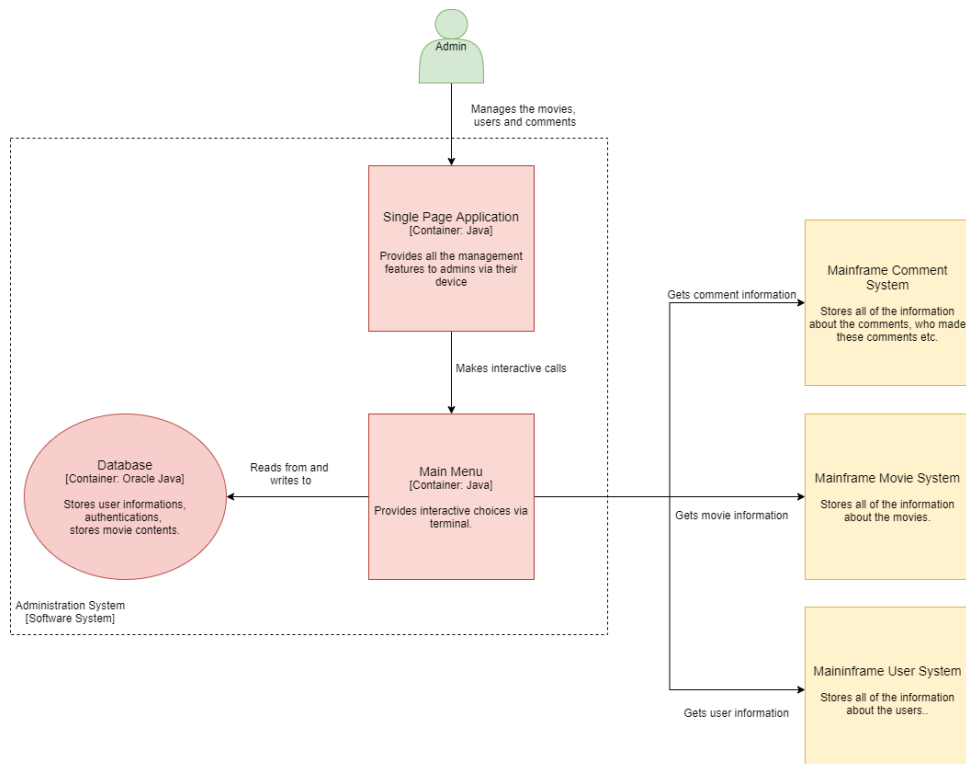 Admin
Manages the movies,
users and comments
Single Page Application
[Container: Java]
Provides all the management
features to admins via their
device
Makes interactive calls
Database
[Container: Oracle Java]
Stores user informations,
authentications,
stores movie contents.
Reads from and
writes to
Main Menu
[Container: Java]
Provides interactive choices via
terminal.
Administration System
[Software System]
Gets comment information
Mainframe Comment
System
Stores all of the information
about the comments, who made
these comments etc.
Gets movie information
Mainframe Movie System
Stores all of the information
about the movies.
Gets user information
Maininframe User System
Stores all of the information
about the users..